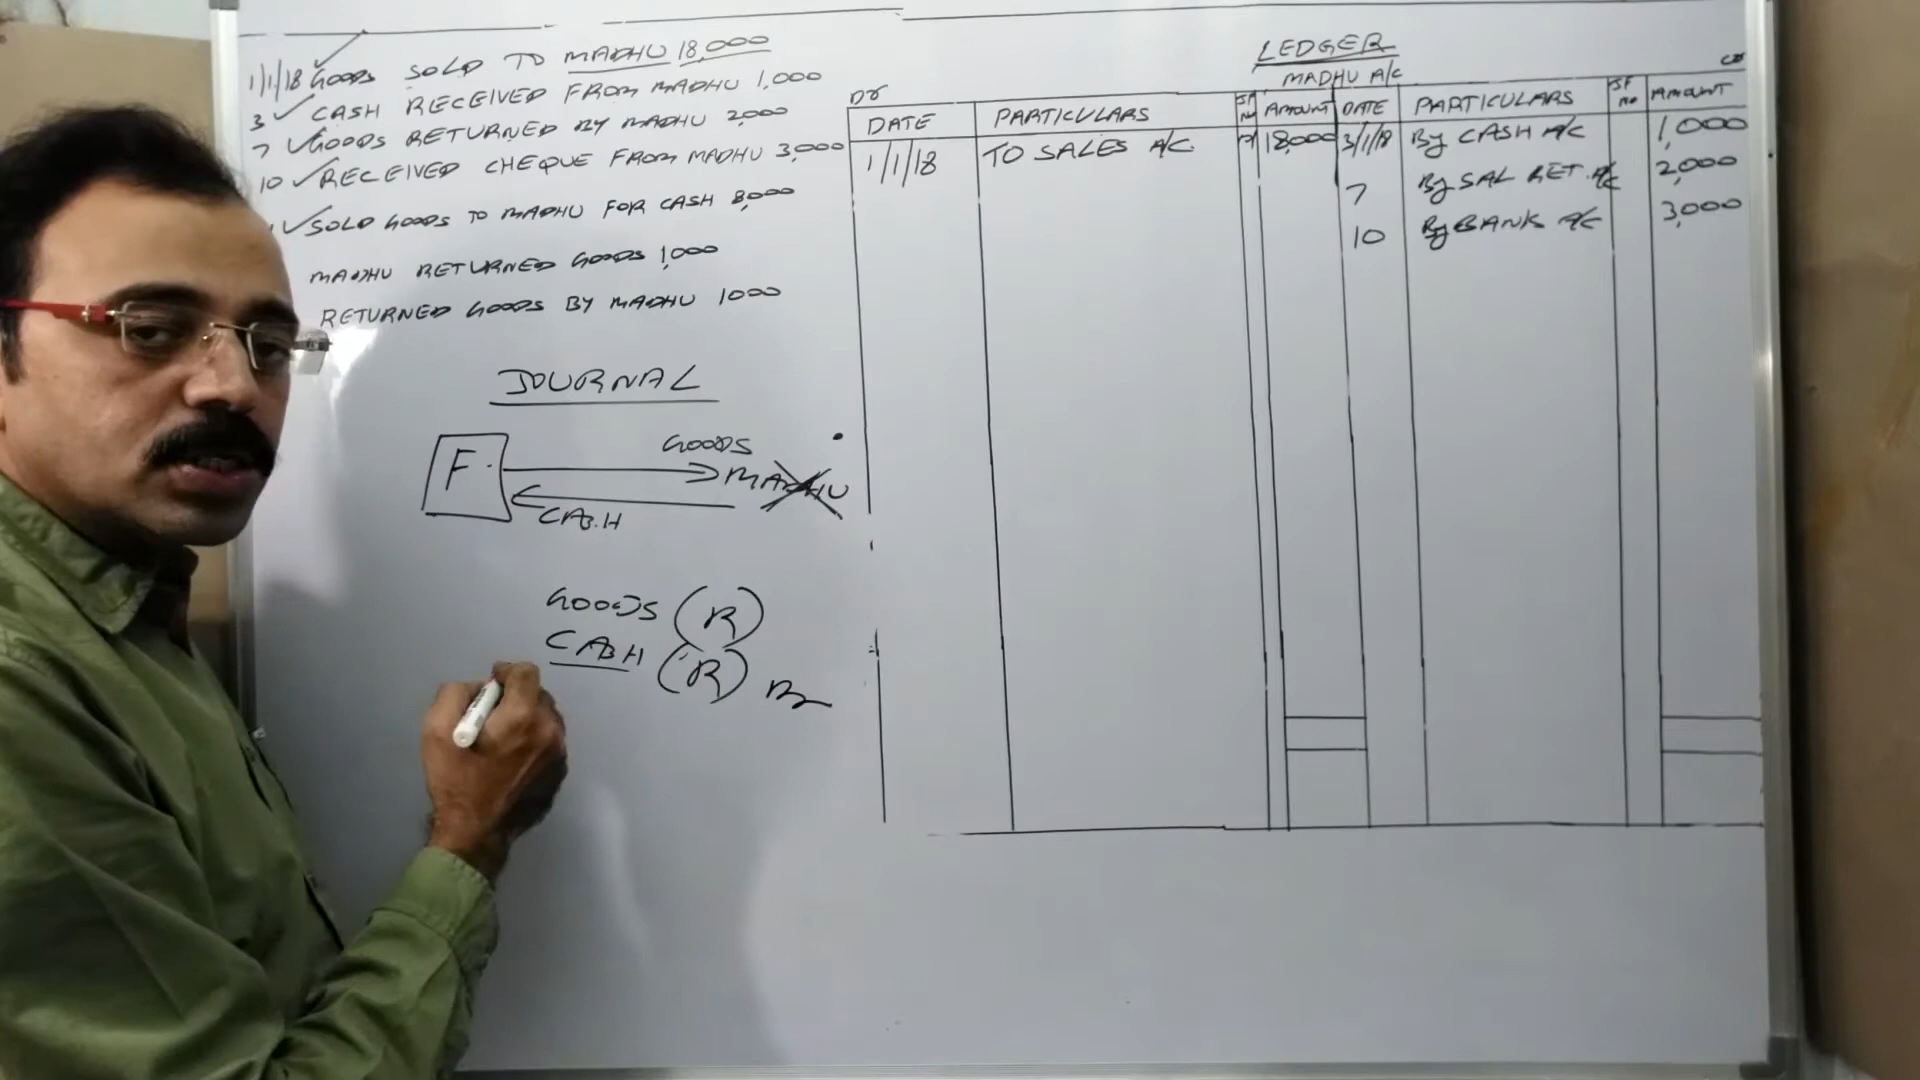 1/1/18 GOODS SOLD TO MADHU 18,000
3 CASH RECEIVED FROM MADHU 1,000
7 GOODS RETURNED BY MADHU 2,000
10 RECEIVED CHEQUE FROM MADHU 3,000
SOLD GOODS TO MADHU FOR CASH 8,000
MADHU RETURNED GOODS 1,000
RETURNED GOODS BY MADHU 1000
JOURNAL
F GOODS MADHU
CASH
GOODS (R)
CASH (R)
LEDGER
MADHU A/C
Dr Cr
DATE PARTICULARS JF No AMOUNT DATE PARTICULARS JF No AMOUNT
1/1/18 TO SALES A/C 18,000 3/1/18 By CASH A/C 1,000
7 By SAL RET. A/C 2,000
10 By BANK A/C 3,000